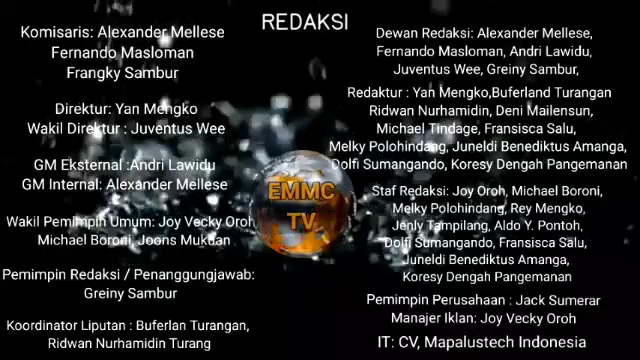 REDAKSI
Komisaris: Alexander Mellese
Fernando Masloman
Frangky Sambur
Direktur: Yan Mengko
Wakil Direktur : Juventus Wee
GM Eksternal :Andri Lawidu
GM Internal: Alexander Mellese
Wakil Pemimpin Umum: Joy Vecky Oroh
Michael Boroni, Joons Mukuan
Pemimpin Redaksi / Penanggungjawab:
Greiny Sambur
Koordinator Liputan : Buferlan Turangan,
Ridwan Nurhamidin Turang
EMMC
TV
Dewan Redaksi: Alexander Mellese,
Fernando Masloman, Andri Lawidu,
Juventus Wee, Greiny Sambur,
Redaktur : Yan Mengko,Buferland Turangan
Ridwan Nurhamidin, Deni Mailensun,
Michael Tindage, Fransisca Salu,
Melky Polohindang, Juneldi Benediktus Amanga,
Dolfi Sumangando, Koresy Dengah Pangemanan
Staf Redaksi: Joy Oroh, Michael Boroni,
Melky Polohindang, Rey Mengko,
Jenly Tampilang, Aldo Y. Pontoh,
Dolfi Sumangando, Fransisca Salu,
Juneldi Benediktus Amanga,
Koresy Dengah Pangemanan
Pemimpin Perusahaan : Jack Sumerar
Manajer Iklan: Joy Vecky Oroh
IT: CV, Mapalustech Indonesia